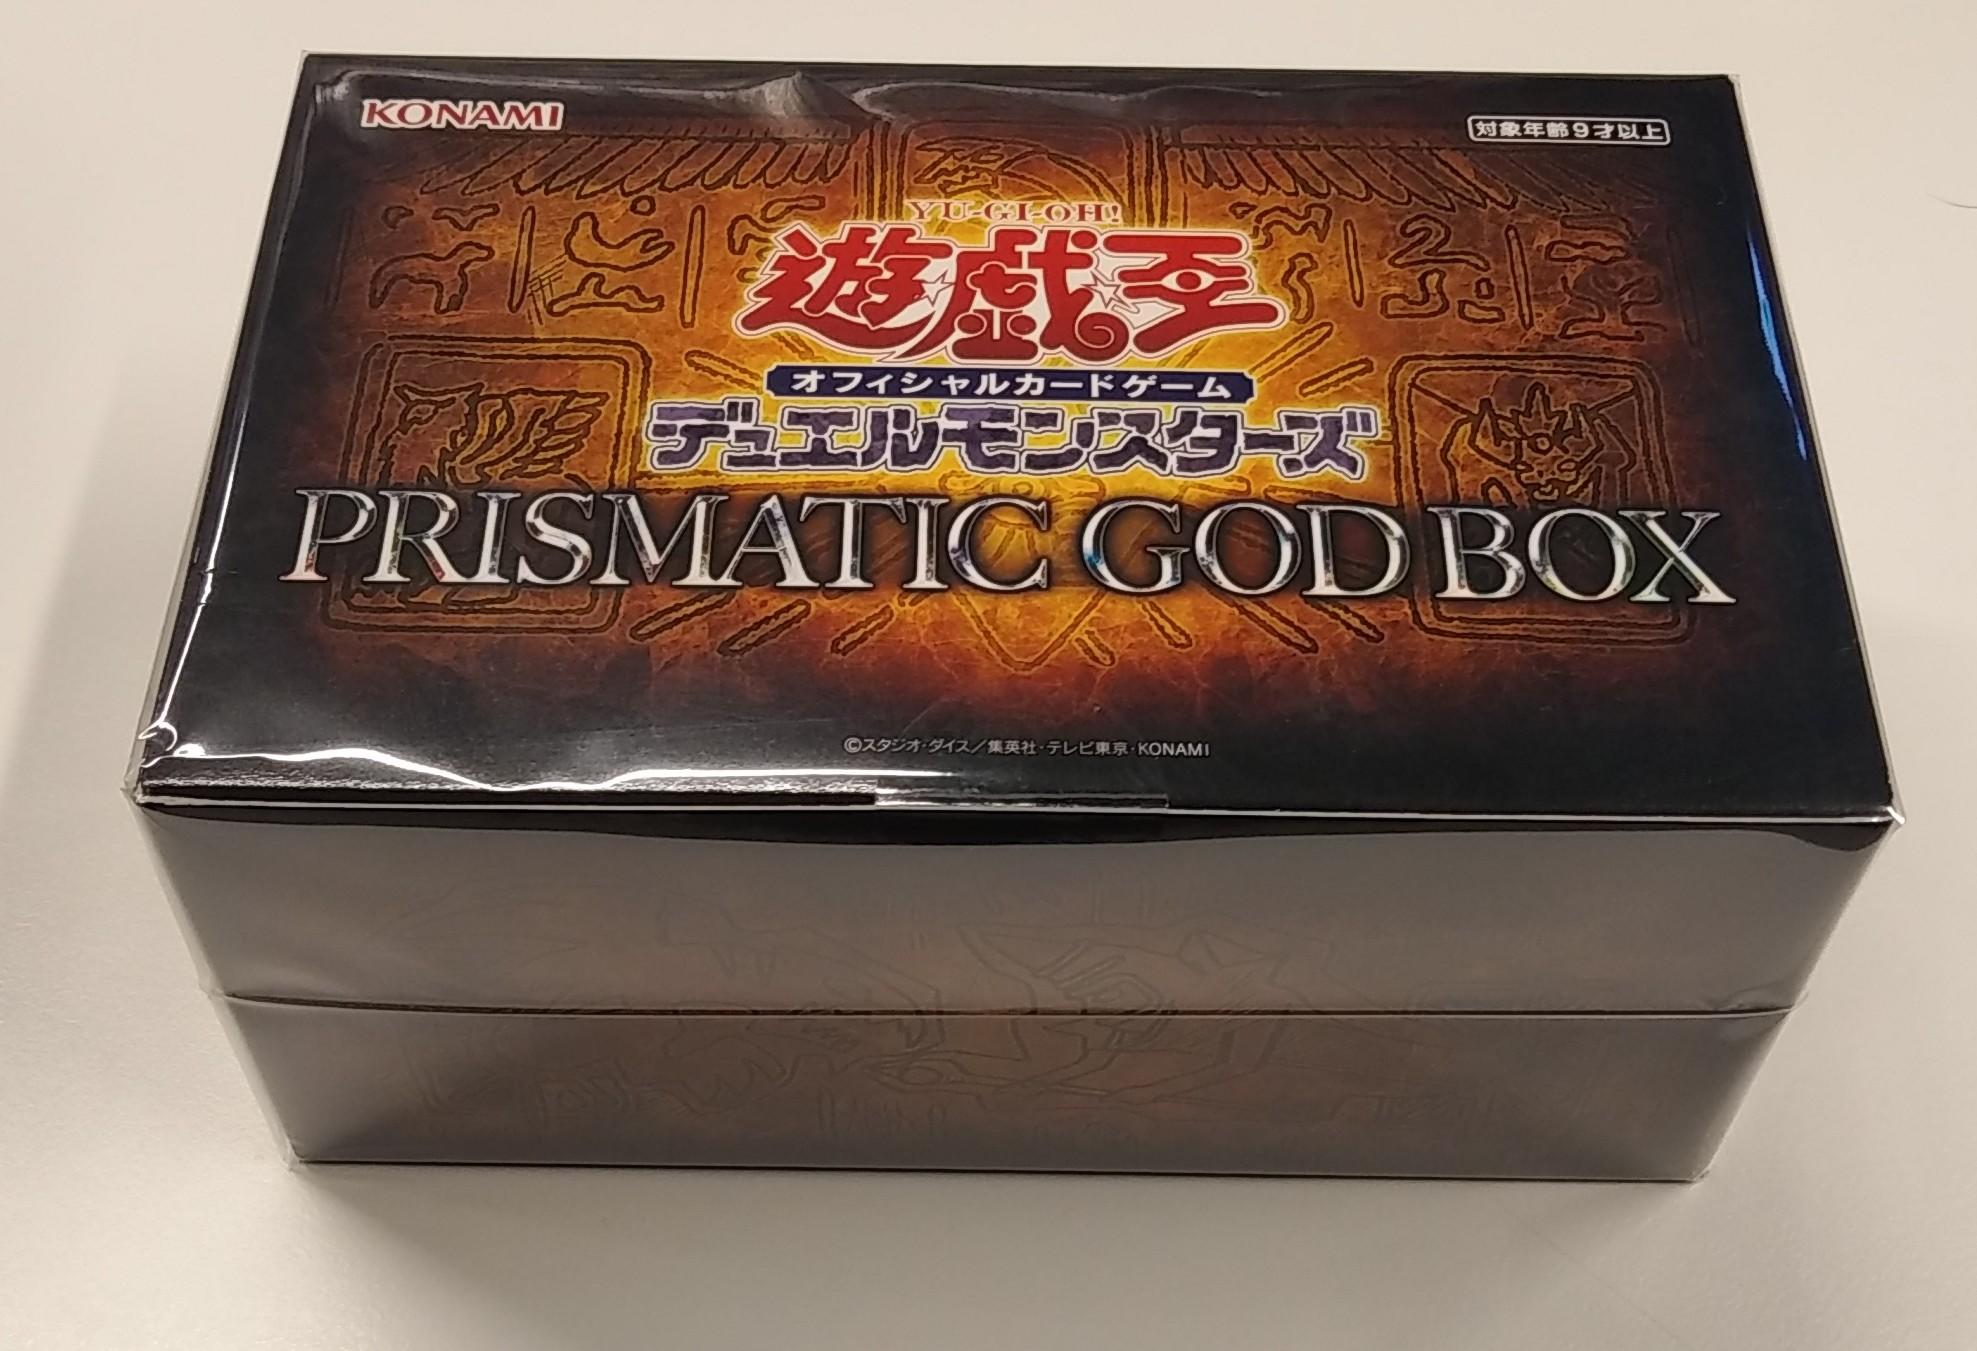 KONAMI
対象年齢9才以上
YU-GI-OH!
遊戯王
オフィシャルカードゲーム
デュエルモンスターズ
PRISMATIC GOD BOX
©スタジオ・ダイス／集英社・テレビ東京・KONAMI